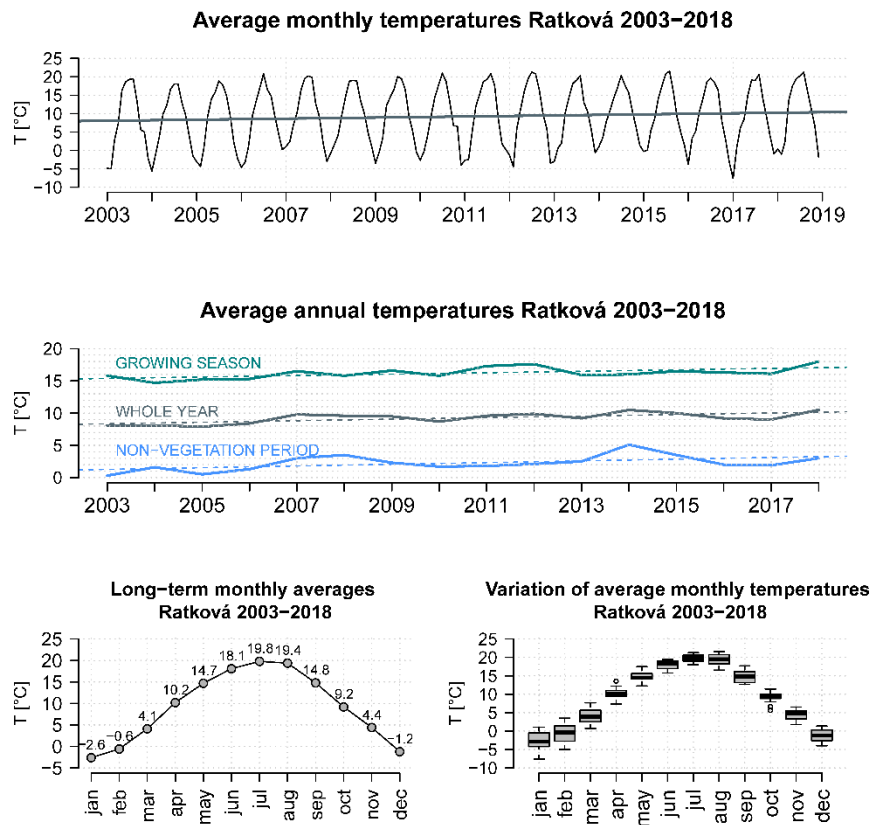 Average monthly temperatures Ratková 2003−2018
T [°C]
25
20
15
10
5
0
−5
−10
2003 2005 2007 2009 2011 2013 2015 2017 2019
Average annual temperatures Ratková 2003−2018
T [°C]
20
15
10
5
0
GROWING SEASON
WHOLE YEAR
NON−VEGETATION PERIOD
2003 2005 2007 2009 2011 2013 2015 2017
Long−term monthly averages
Ratková 2003−2018
T [°C]
25
20
15
10
5
0
−5
−2.6 −0.6 4.1 10.2 14.7 18.1 19.8 19.4 14.8 9.2 4.4 −1.2
jan feb mar apr may jun jul aug sep oct nov dec
Variation of average monthly temperatures
Ratková 2003−2018
T [°C]
25
20
15
10
5
0
−5
−10
jan feb mar apr may jun jul aug sep oct nov dec